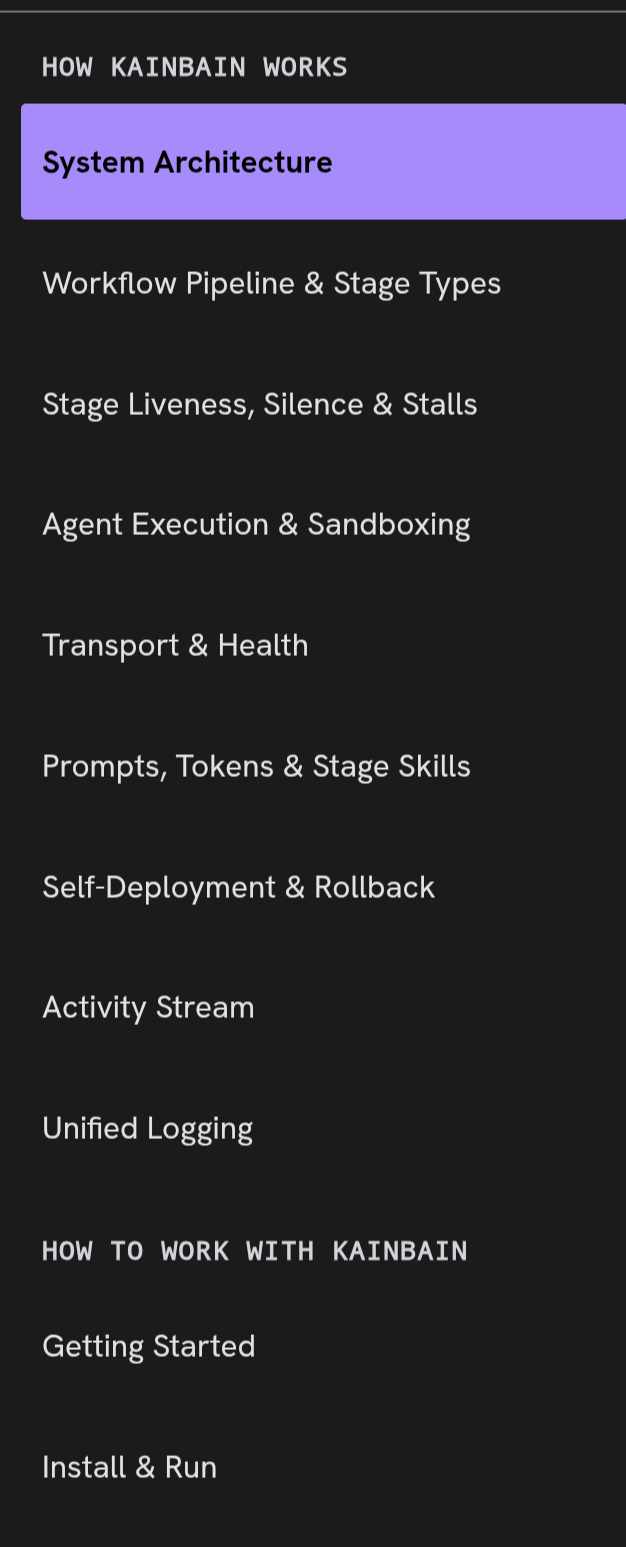 HOW KAINBAIN WORKS
System Architecture
Workflow Pipeline & Stage Types
Stage Liveness, Silence & Stalls
Agent Execution & Sandboxing
Transport & Health
Prompts, Tokens & Stage Skills
Self-Deployment & Rollback
Activity Stream
Unified Logging
HOW TO WORK WITH KAINBAIN
Getting Started
Install & Run